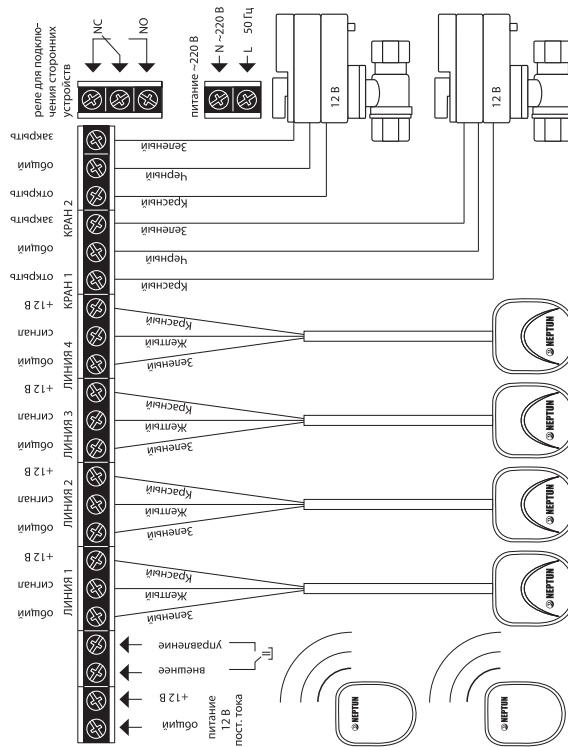 реле для подклю-
чения сторонних
устройств
NC
NO
питание ~220 В
N ~220 В
L 50 Гц
12 В
12 В
закрыть
общий
открыть
КРАН 2
Зеленый
Черный
Красный
закрыть
общий
открыть
КРАН 1
Зеленый
Черный
Красный
+12 В
сигнал
общий
ЛИНИЯ 4
Красный
Желтый
Зеленый
NEPTUN
+12 В
сигнал
общий
ЛИНИЯ 3
Красный
Желтый
Зеленый
NEPTUN
+12 В
сигнал
общий
ЛИНИЯ 2
Красный
Желтый
Зеленый
NEPTUN
+12 В
сигнал
общий
ЛИНИЯ 1
Красный
Желтый
Зеленый
NEPTUN
управление
внешнее
+12 В
общий
питание
12 В
пост. тока
NEPTUN
NEPTUN